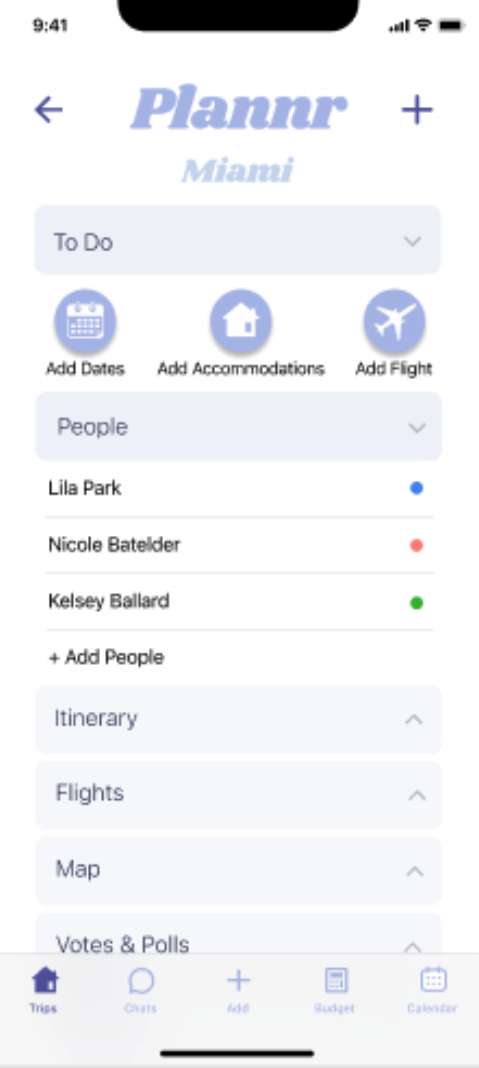 9:41
Plannr
Miami
To Do
Add Dates Add Accommodations Add Flight
People
Lila Park
Nicole Batelder
Kelsey Ballard
+ Add People
Itinerary
Flights
Map
Votes & Polls
Trips Chats Add Budget Calendar